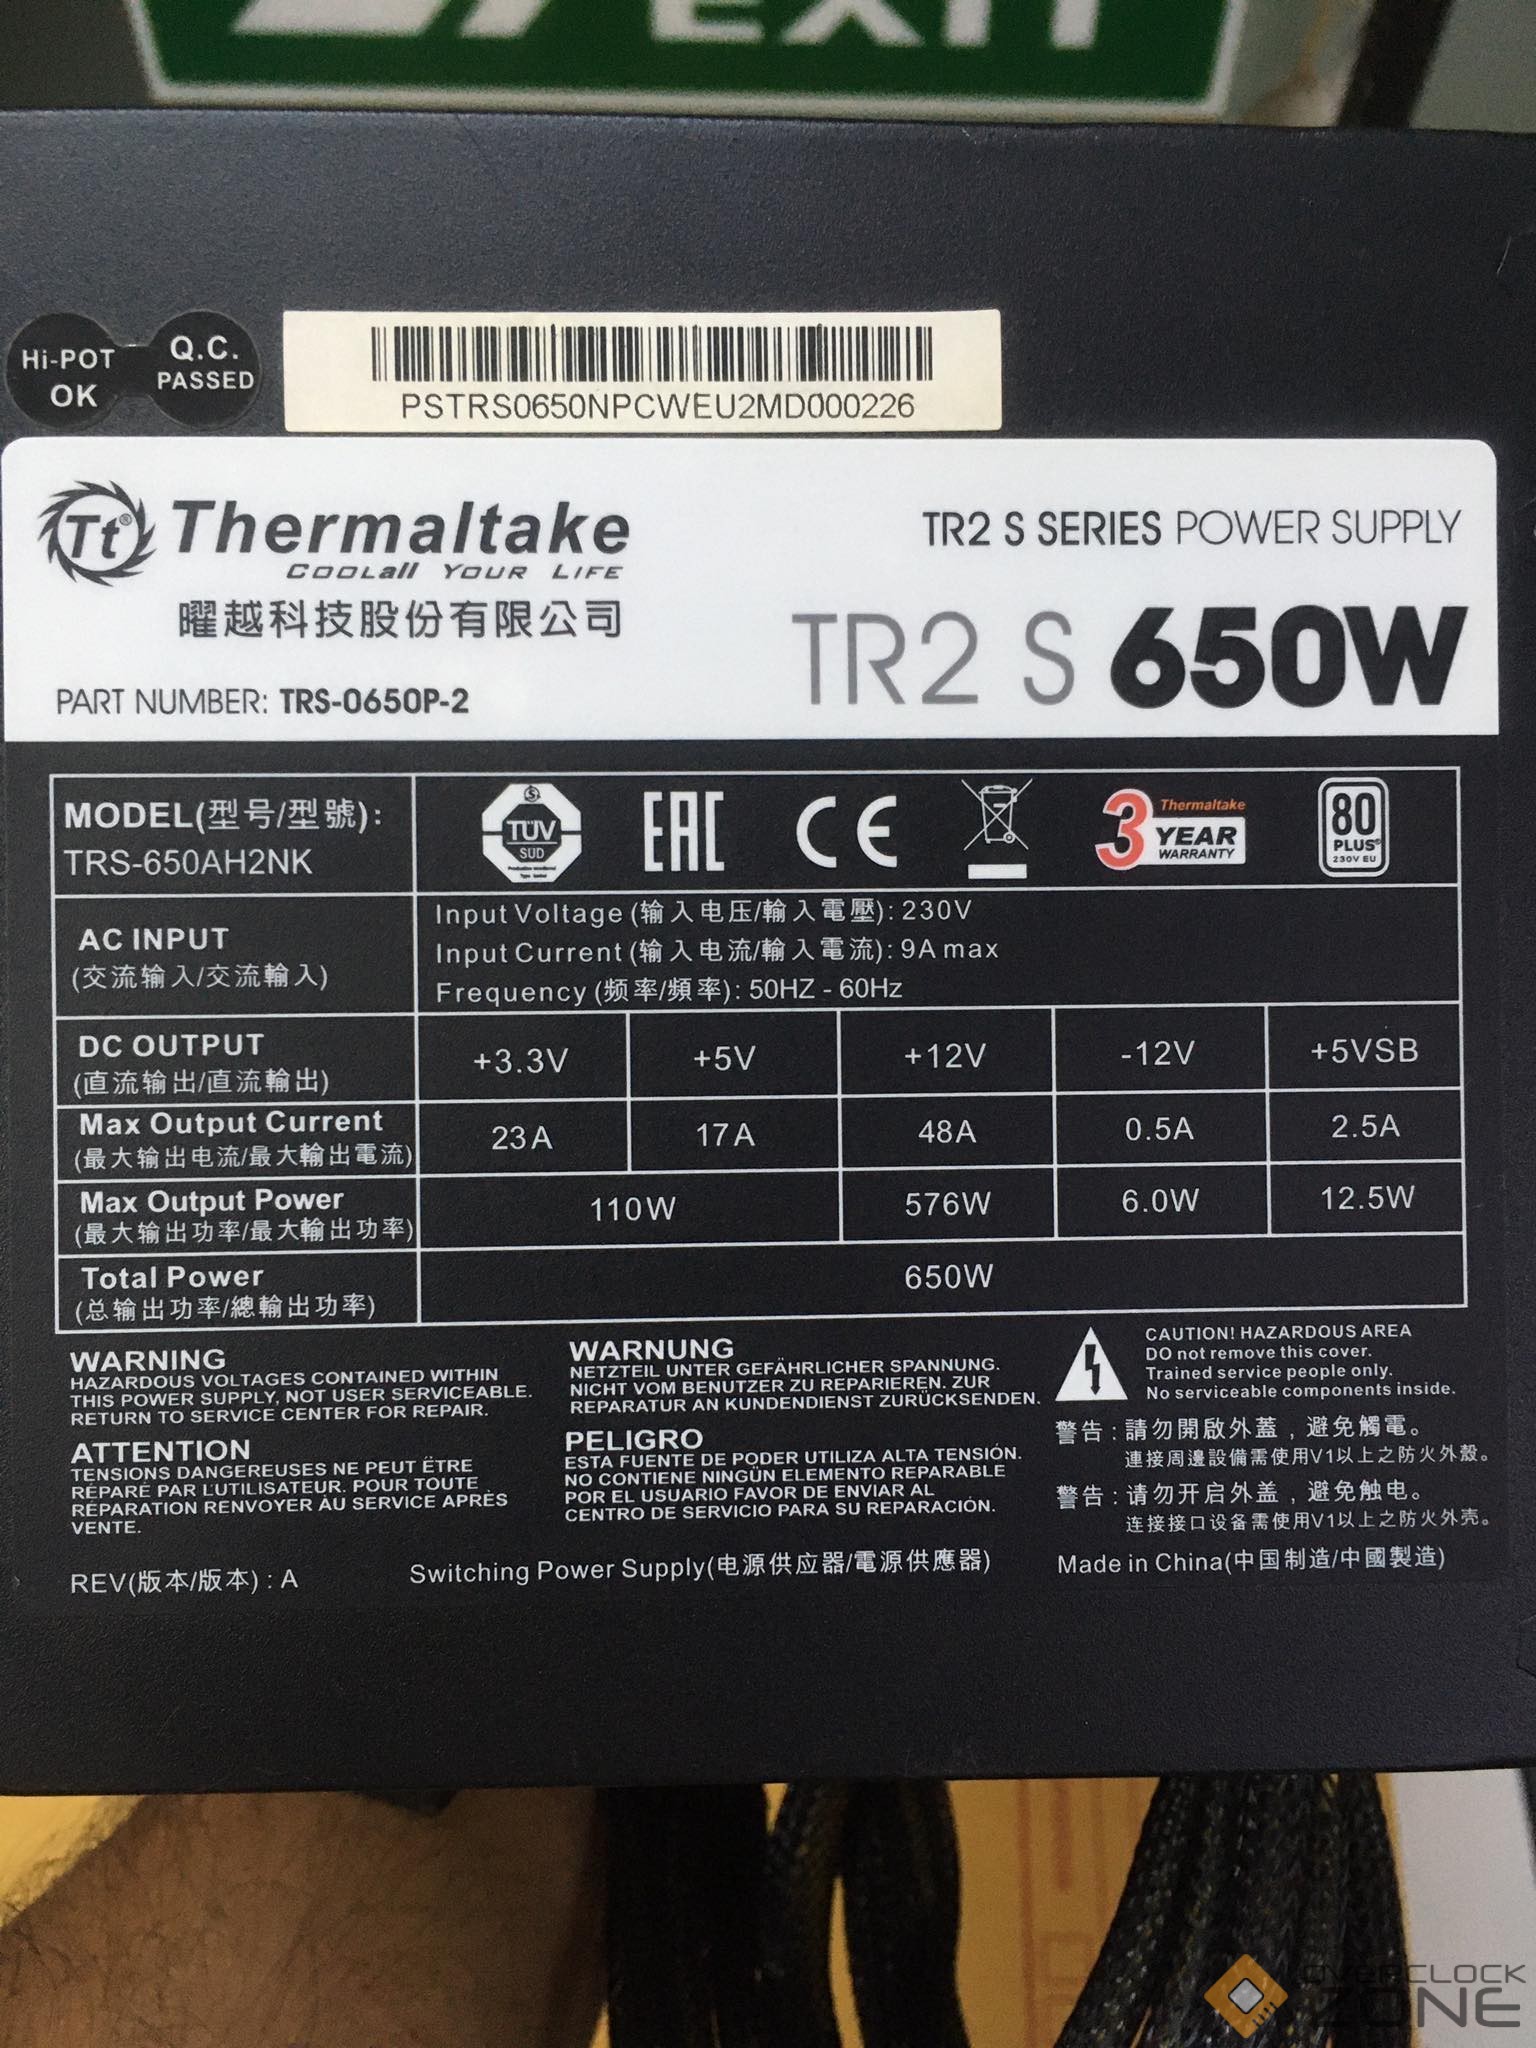 EXIT
Hi-POT
OK
Q.C.
PASSED
PSTRS0650NPCWEU2MD000226
Tt® Thermaltake
COOLall YOUR LIFE
曜越科技股份有限公司
PART NUMBER: TRS-0650P-2
TR2 S SERIES POWER SUPPLY
TR2 S 650W
MODEL(型号/型號):
TRS-650AH2NK
TÜV
SUD
EAC
CE
3 Thermaltake
YEAR
WARRANTY
80
PLUS®
230V EU
AC INPUT
(交流输入/交流輸入)
Input Voltage (输入电压/輸入電壓): 230V
Input Current (输入电流/輸入電流): 9A max
Frequency (频率/頻率): 50HZ - 60Hz
DC OUTPUT
(直流输出/直流輸出)
+3.3V +5V +12V -12V +5VSB
Max Output Current
(最大输出电流/最大輸出電流)
23A 17A 48A 0.5A 2.5A
Max Output Power
(最大输出功率/最大輸出功率)
110W 576W 6.0W 12.5W
Total Power
(总输出功率/總輸出功率)
650W
WARNING
HAZARDOUS VOLTAGES CONTAINED WITHIN
THIS POWER SUPPLY, NOT USER SERVICEABLE.
RETURN TO SERVICE CENTER FOR REPAIR.
ATTENTION
TENSIONS DANGEREUSES NE PEUT ËTRE
RÉPARÉ PAR L'UTILISATEUR. POUR TOUTE
RÉPARATION RENVOYER AU SERVICE APRÈS
VENTE.
WARNUNG
NETZTEIL UNTER GEFÄHRLICHER SPANNUNG.
NICHT VOM BENUTZER ZU REPARIEREN. ZUR
REPARATUR AN KUNDENDIENST ZURÜCKSENDEN.
PELIGRO
ESTA FUENTE DE PODER UTILIZA ALTA TENSIÓN.
NO CONTIENE NINGÚN ELEMENTO REPARABLE
POR EL USUARIO FAVOR DE ENVIAR AL
CENTRO DE SERVICIO PARA SU REPARACIÓN.
CAUTION! HAZARDOUS AREA
DO not remove this cover.
Trained service people only.
No serviceable components inside.
警告:請勿開啟外蓋，避免觸電。
連接周邊設備需使用V1以上之防火外殼。
警告:请勿开启外盖，避免触电。
连接接口设备需使用V1以上之防火外壳。
REV(版本/版本) : A
Switching Power Supply(电源供应器/電源供應器)
Made in China(中国制造/中國製造)
OVERCLOCK
ZONE